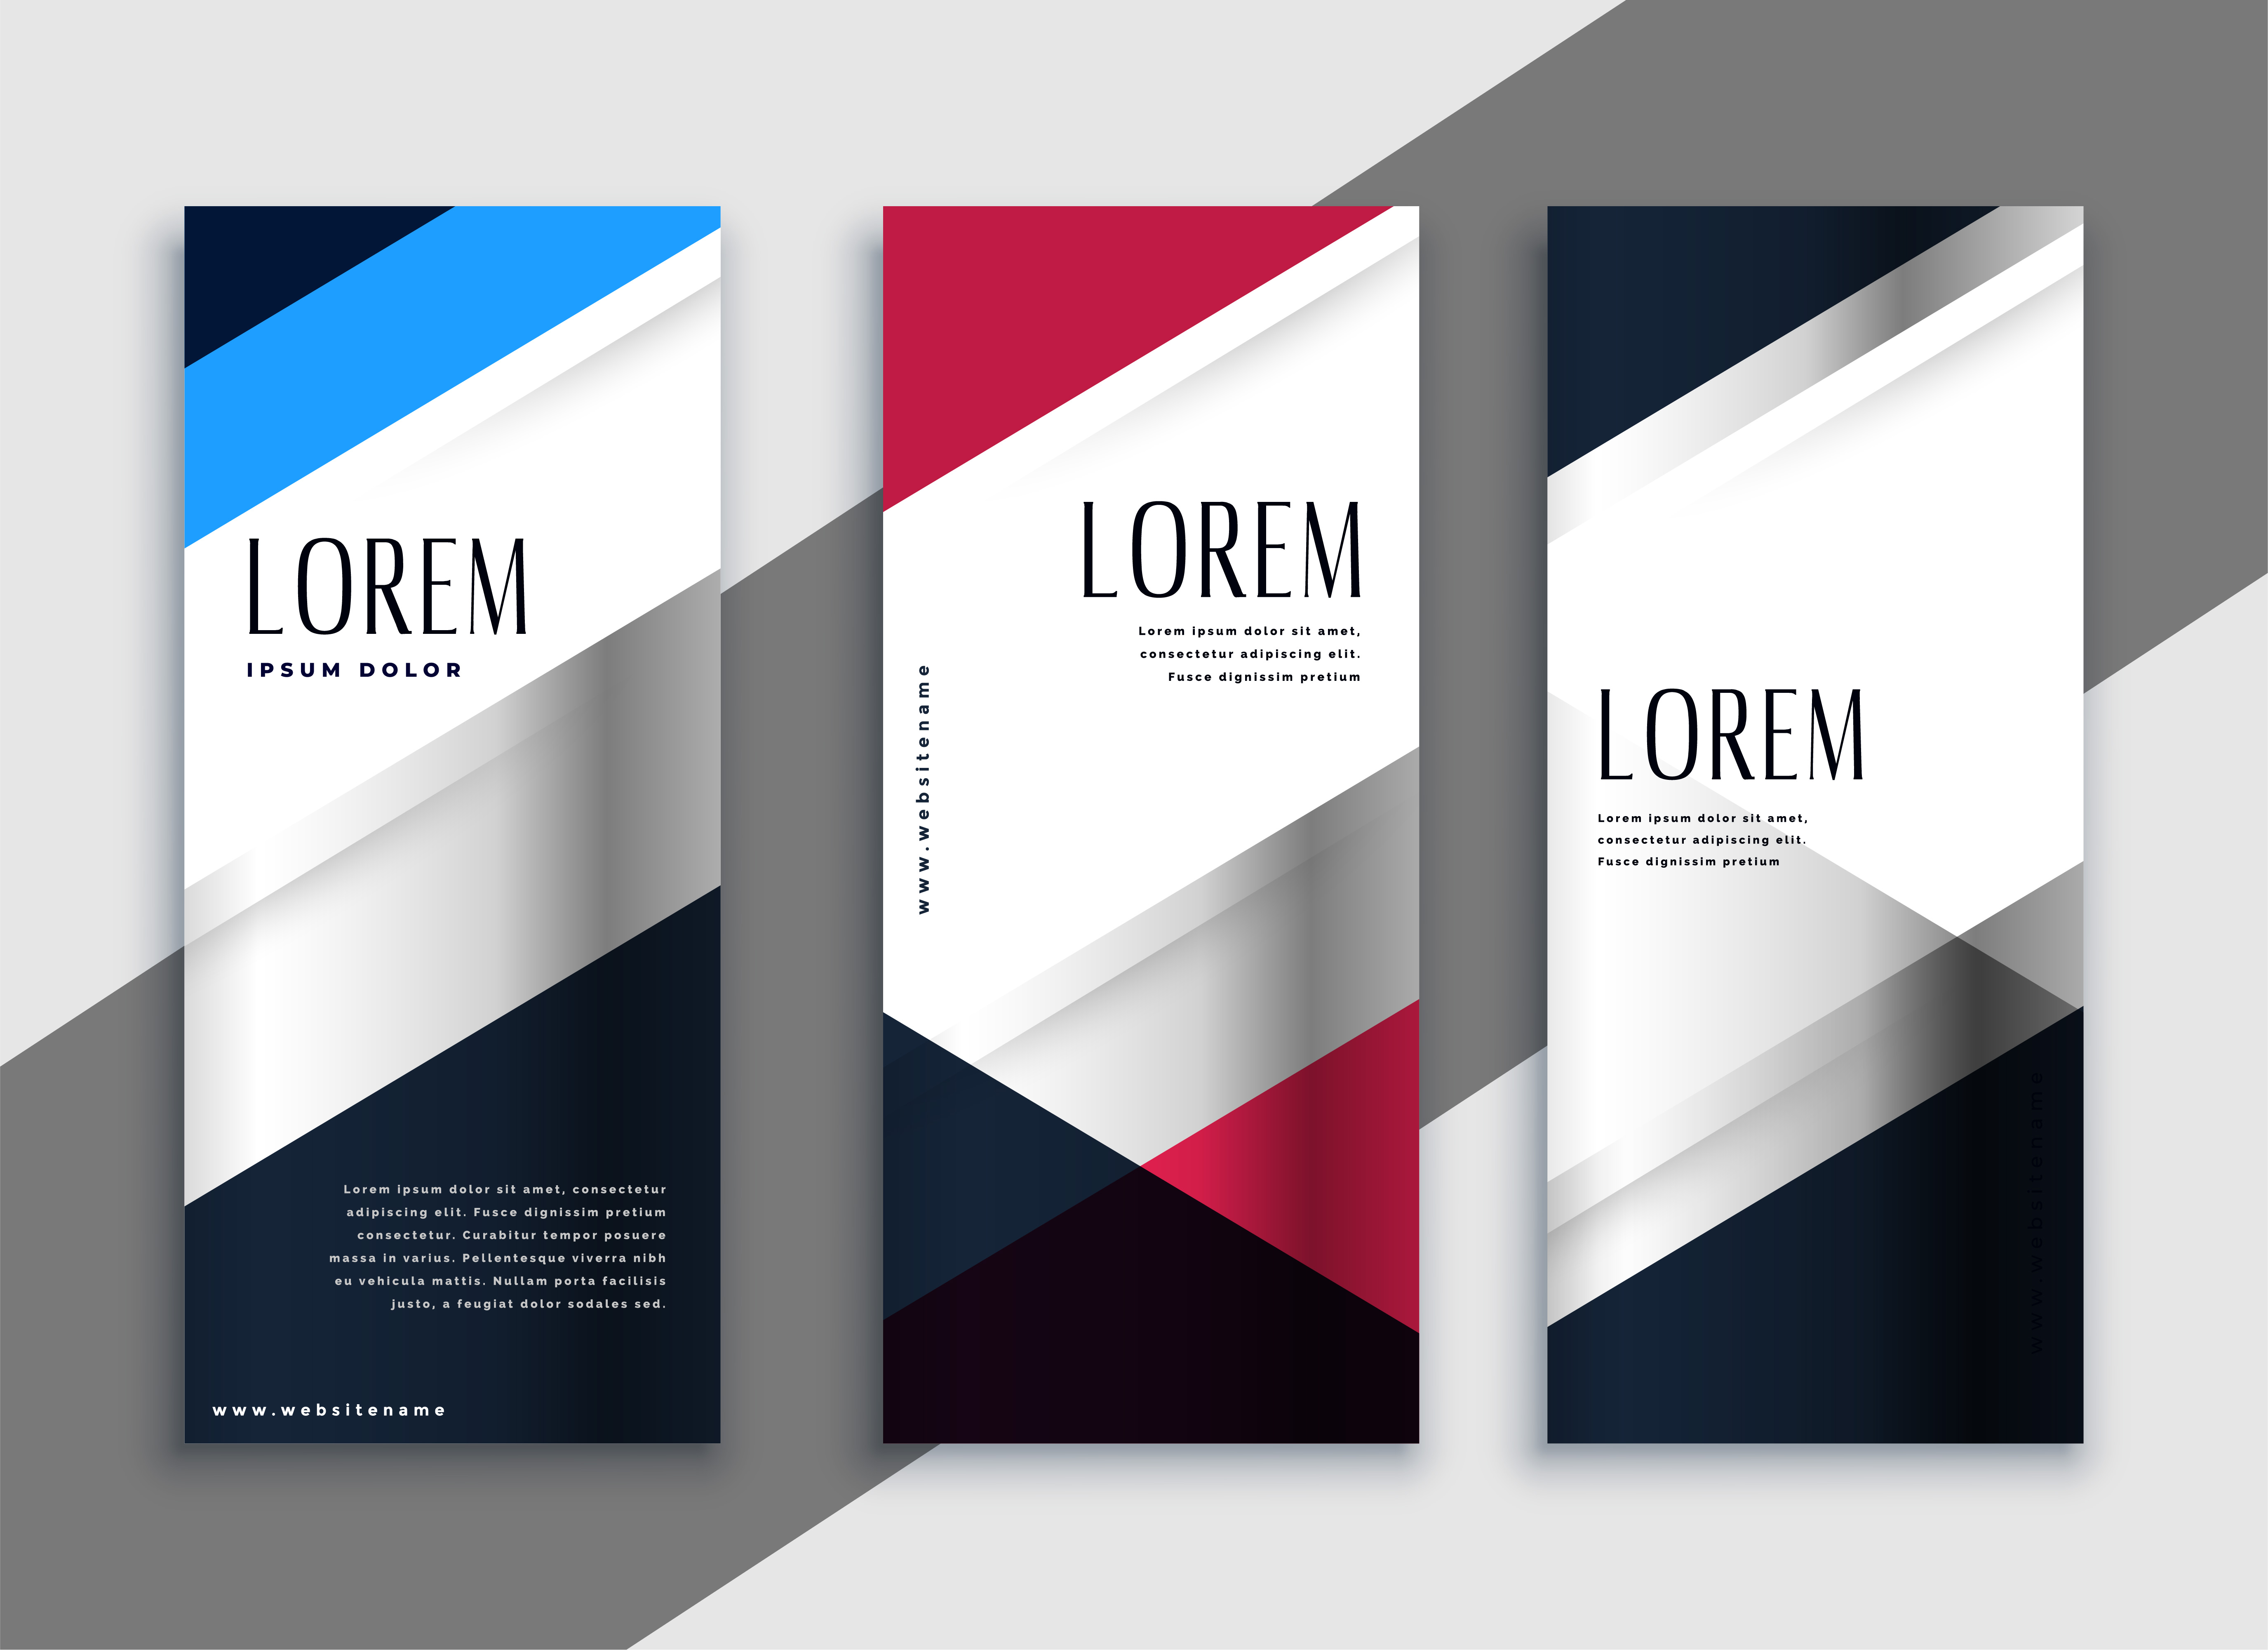 LOREM
IPSUM DOLOR
Lorem ipsum dolor sit amet, consectetur
adipiscing elit. Fusce dignissim pretium
consectetur. Curabitur tempor posuere
massa in varius. Pellentesque viverra nibh
eu vehicula mattis. Nullam porta facilisis
justo, a feugiat dolor sodales sed.
www.websitename
LOREM
Lorem ipsum dolor sit amet,
consectetur adipiscing elit.
Fusce dignissim pretium
www.websitename
LOREM
Lorem ipsum dolor sit amet,
consectetur adipiscing elit.
Fusce dignissim pretium
www.websitename